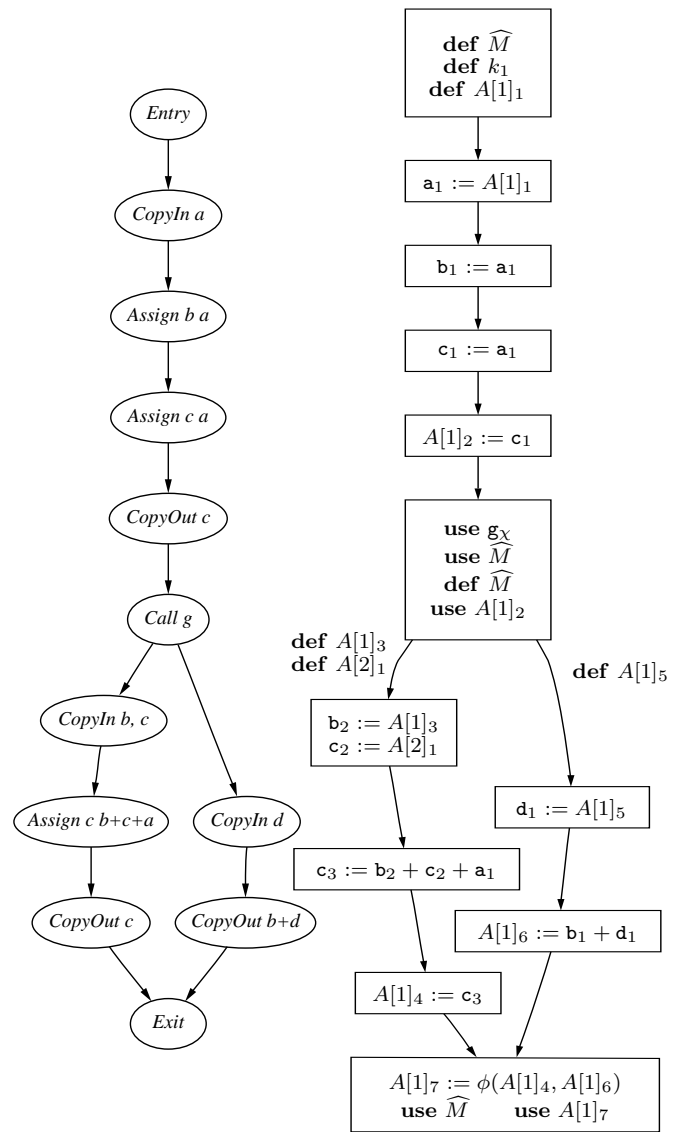 Entry
CopyIn a
Assign b a
Assign c a
CopyOut c
Call g
CopyIn b, c
Assign c b+c+a
CopyIn d
CopyOut c
CopyOut b+d
Exit
def M̂
def k₁
def A[1]₁
a₁ := A[1]₁
b₁ := a₁
c₁ := a₁
A[1]₂ := c₁
use gᵪ
use M̂
def M̂
use A[1]₂
def A[1]₃
def A[2]₁
def A[1]₅
b₂ := A[1]₃
c₂ := A[2]₁
d₁ := A[1]₅
c₃ := b₂ + c₂ + a₁
A[1]₆ := b₁ + d₁
A[1]₄ := c₃
A[1]₇ := ϕ(A[1]₄, A[1]₆)
use M̂ use A[1]₇